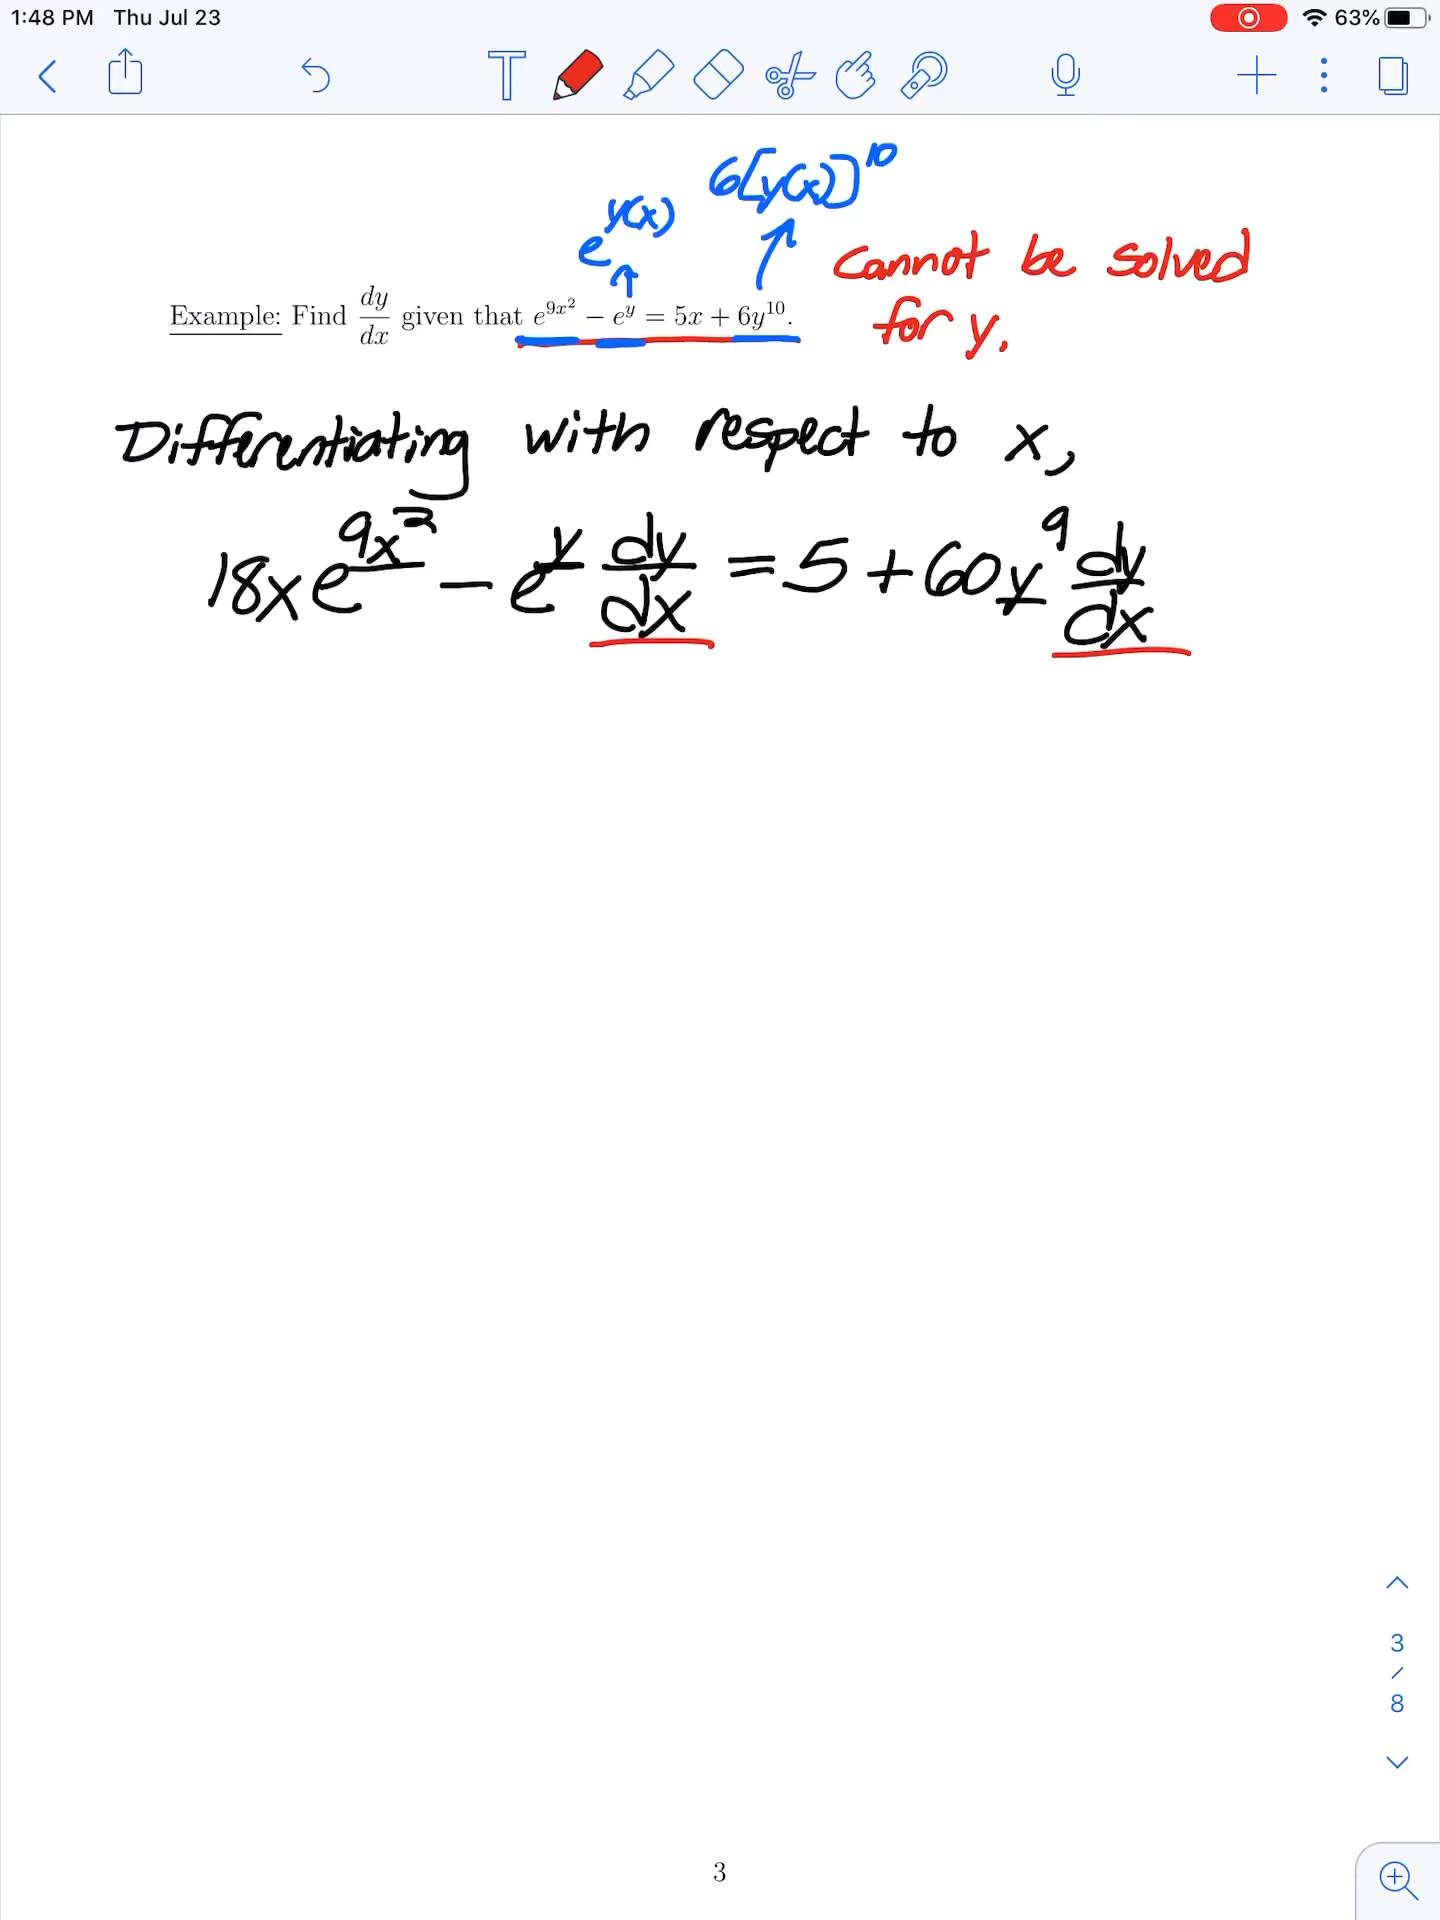 1:48 PM Thu Jul 23 63%
T
6[y(x)]^10
e^y(x)
cannot be solved
for y.
Example: Find dy/dx given that e^{9x^2} − e^y = 5x + 6y^{10}.
Differentiating with respect to x,
18xe^{9x^2} − e^y dy/dx = 5 + 60y^9 dy/dx
3
/
8
3